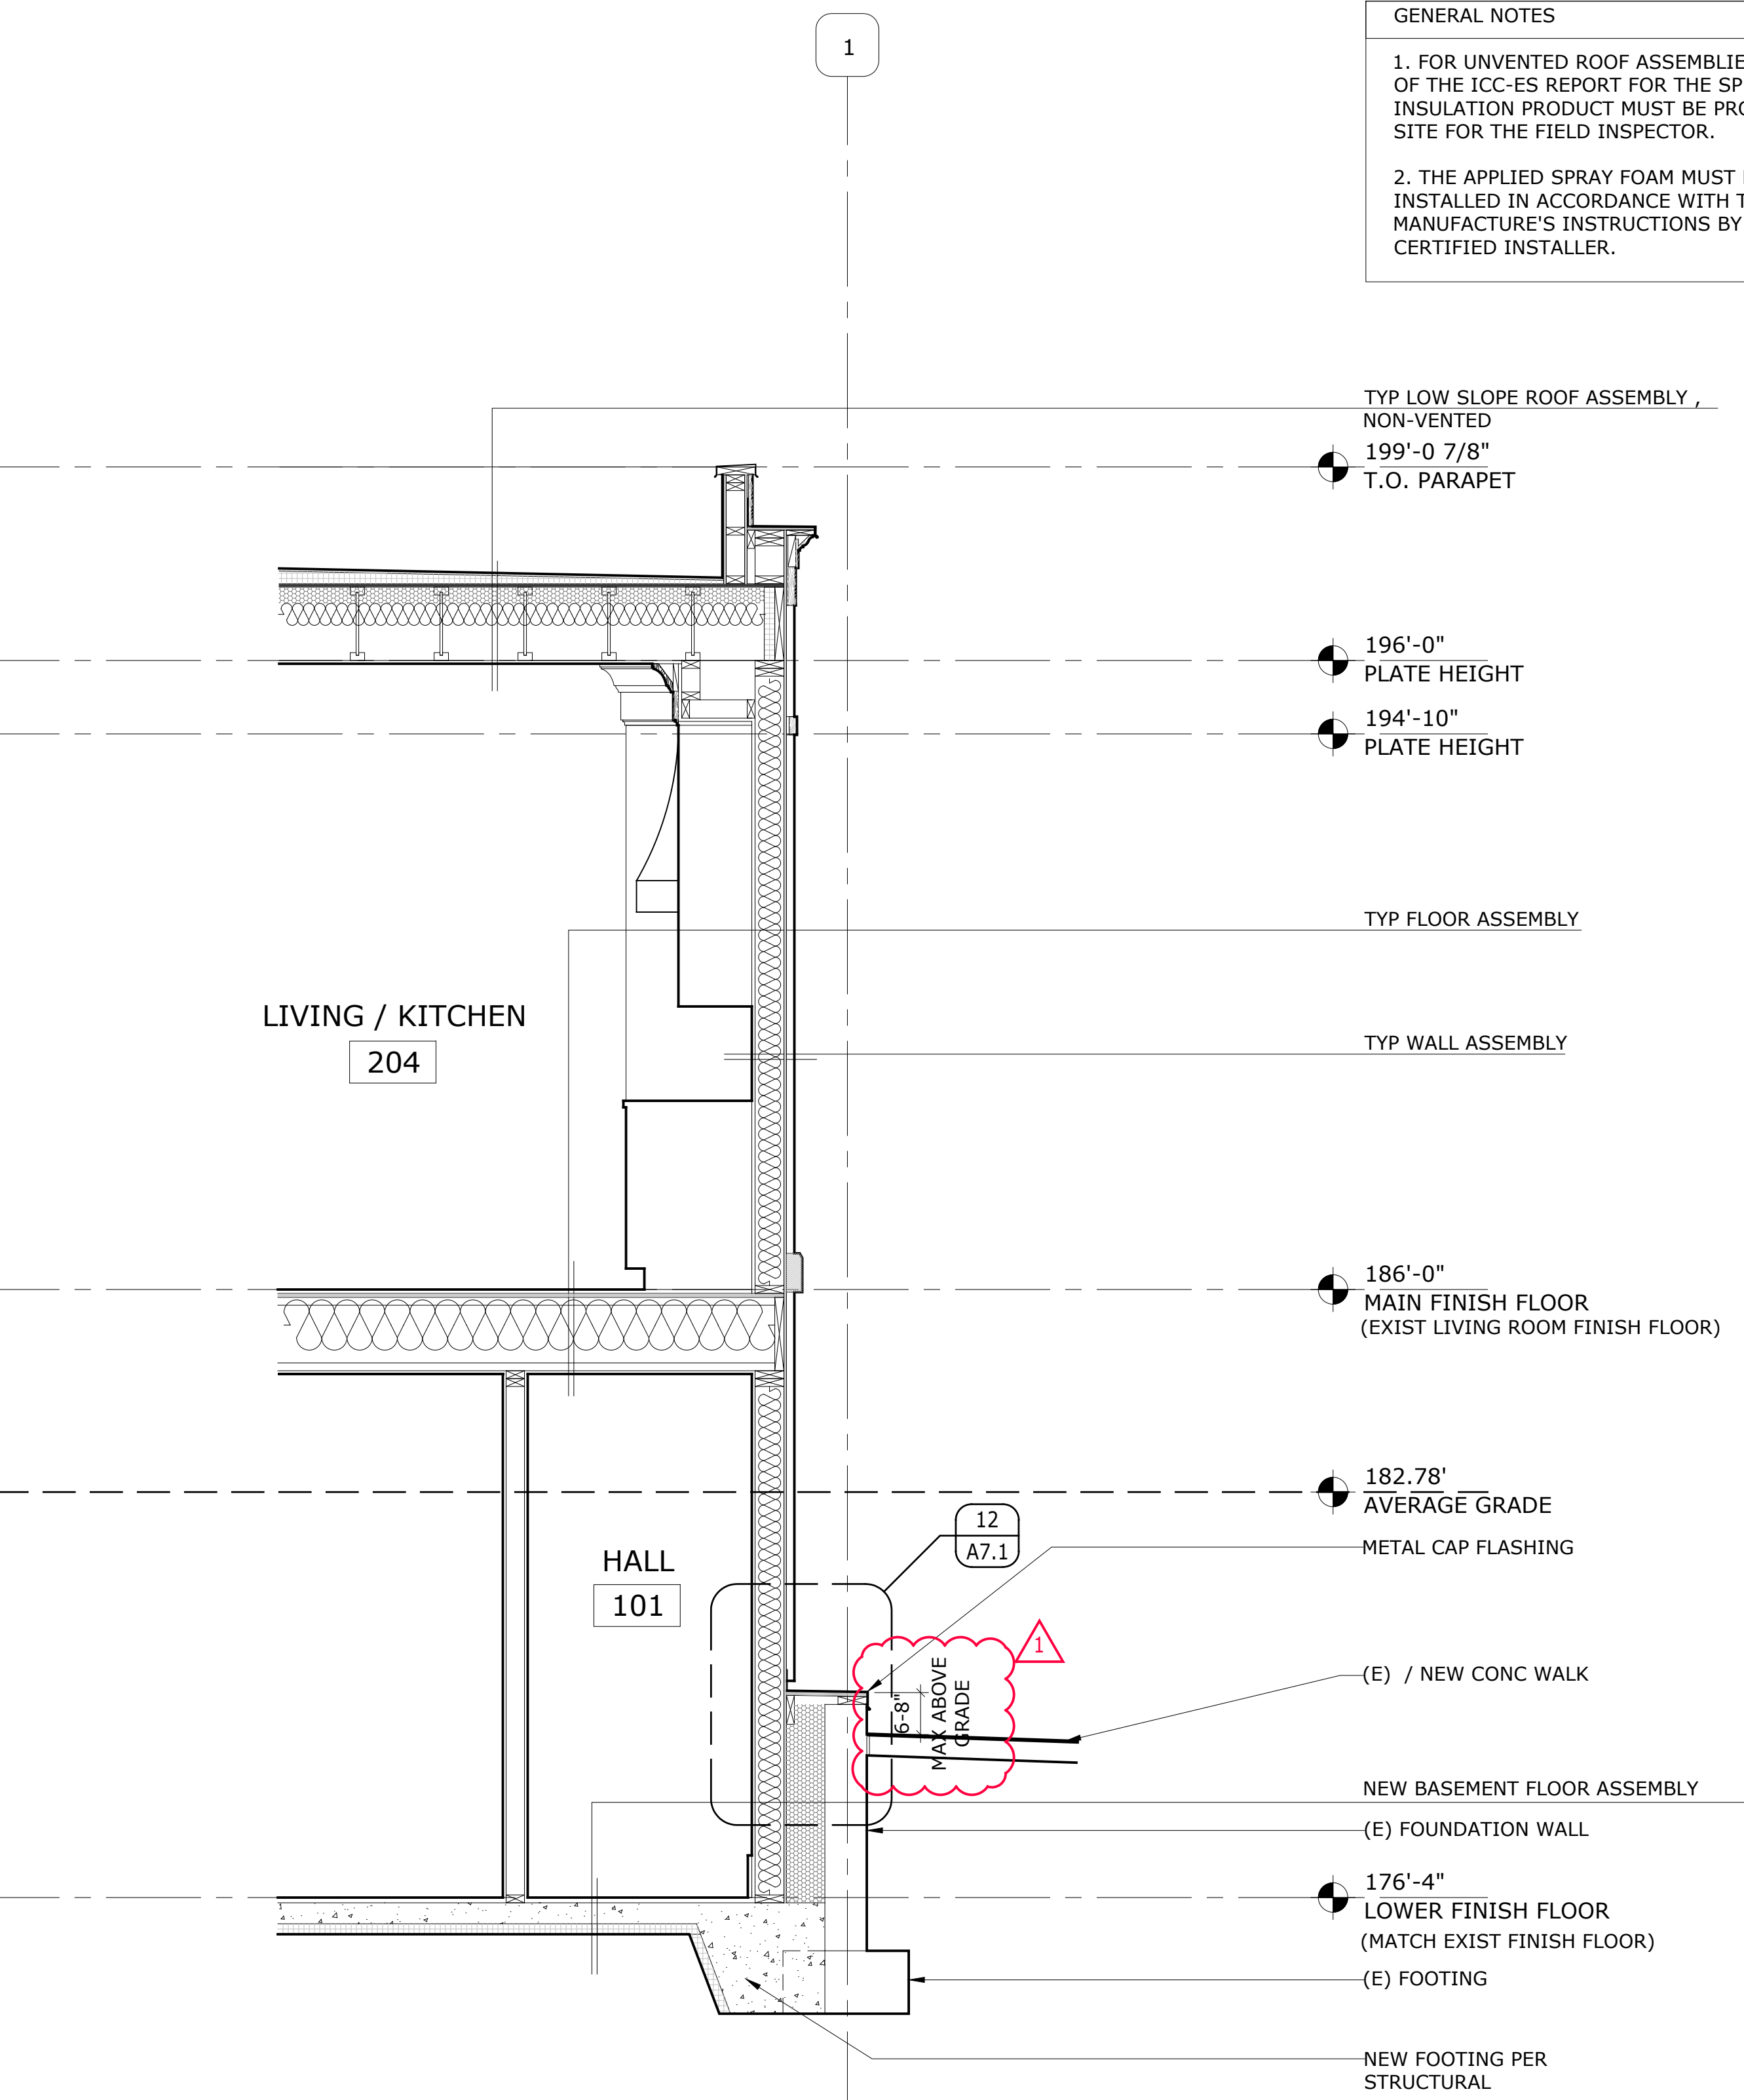 1
GENERAL NOTES
1. FOR UNVENTED ROOF ASSEMBLIE
OF THE ICC-ES REPORT FOR THE SP
INSULATION PRODUCT MUST BE PRO
SITE FOR THE FIELD INSPECTOR.
2. THE APPLIED SPRAY FOAM MUST
INSTALLED IN ACCORDANCE WITH T
MANUFACTURE'S INSTRUCTIONS BY
CERTIFIED INSTALLER.
TYP LOW SLOPE ROOF ASSEMBLY ,
NON-VENTED
199'-0 7/8"
T.O. PARAPET
196'-0"
PLATE HEIGHT
194'-10"
PLATE HEIGHT
TYP FLOOR ASSEMBLY
LIVING / KITCHEN
204
TYP WALL ASSEMBLY
186'-0"
MAIN FINISH FLOOR
(EXIST LIVING ROOM FINISH FLOOR)
182.78'
AVERAGE GRADE
12
A7.1
METAL CAP FLASHING
HALL
101
1
6-8"
MAX ABOVE
GRADE
(E)  / NEW CONC WALK
NEW BASEMENT FLOOR ASSEMBLY
(E) FOUNDATION WALL
176'-4"
LOWER FINISH FLOOR
(MATCH EXIST FINISH FLOOR)
(E) FOOTING
NEW FOOTING PER
STRUCTURAL